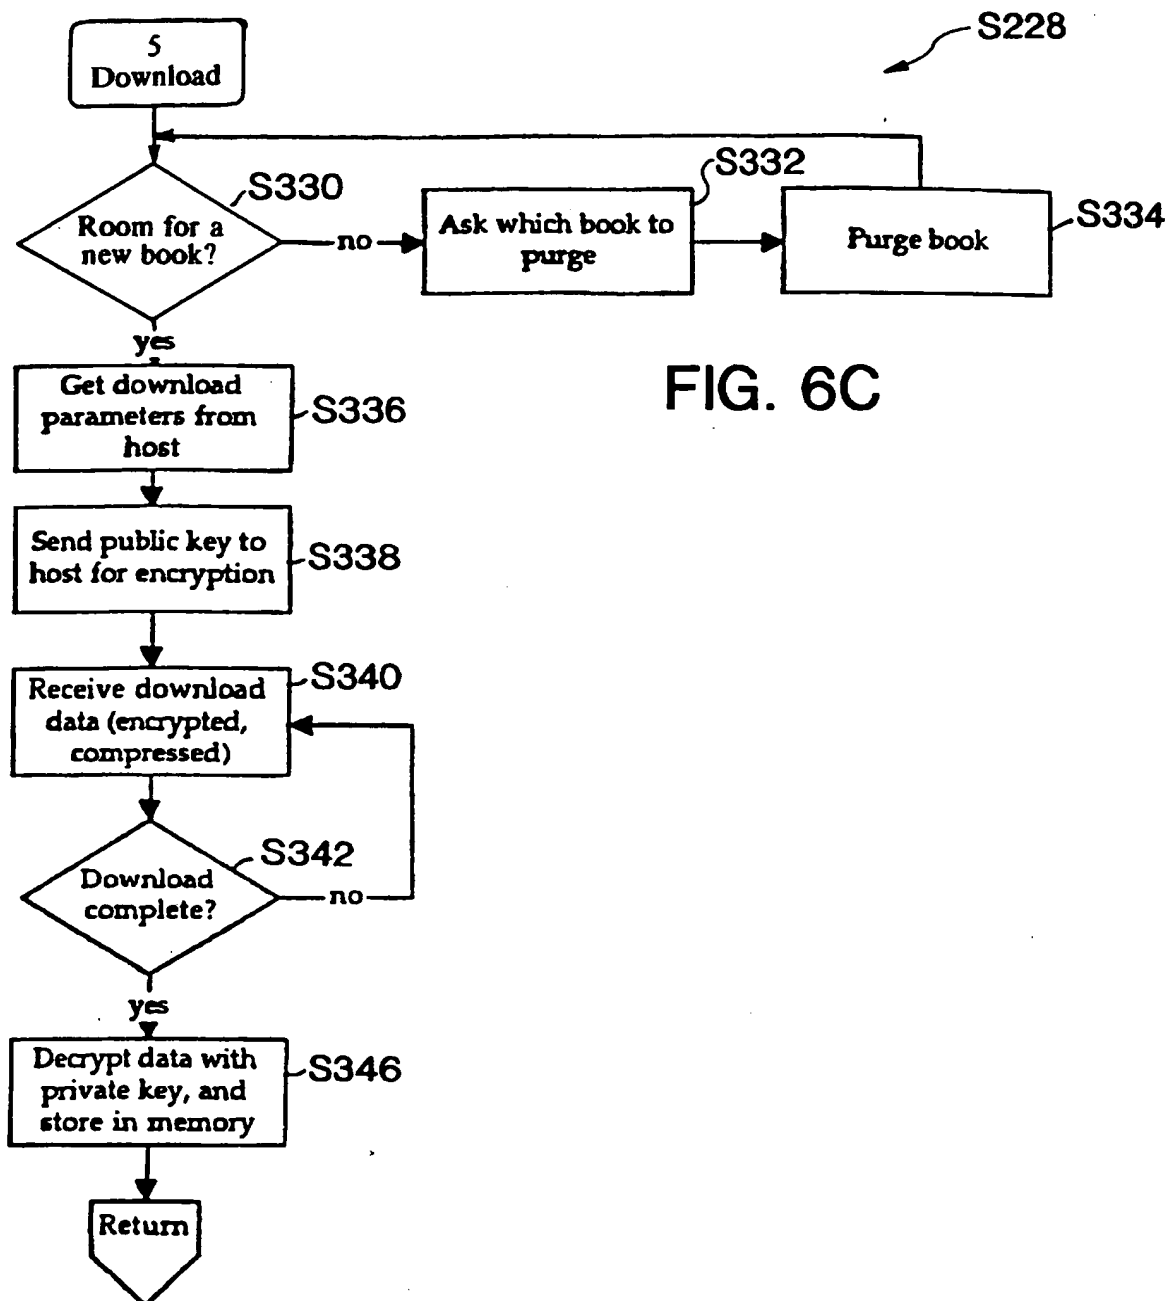 S228
5
Download
S330
Room for a
new book?
no
S332
Ask which book to
purge
S334
Purge book
yes
FIG. 6C
Get download
parameters from
host
S336
Send public key to
host for encryption
S338
Receive download
data (encrypted,
compressed)
S340
S342
Download
complete?
no
yes
Decrypt data with
private key, and
store in memory
S346
Return